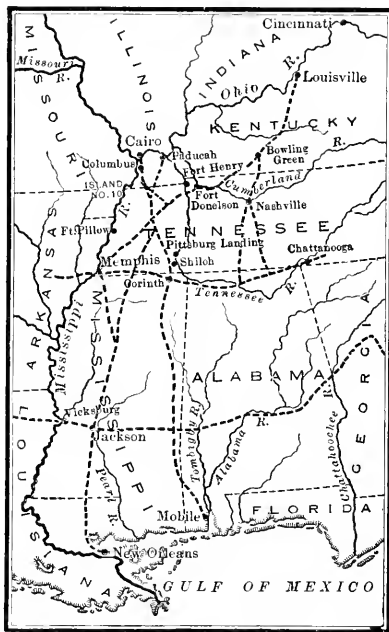 Cincinnati
MISSOURI
ILLINOIS
INDIANA
Missouri
R.
Ohio
R.
Louisville
KENTUCKY
Cairo
Columbus
Paducah
Bowling
Green
R.
Fort Henry
ISLAND
NO. 10
Cumberland
Fort
Donelson
Nashville
R.
Ft. Pillow
TENNESSEE
Pittsburg Landing
Chattanooga
Memphis
Shiloh
Corinth
Tennessee
R.
ARKANSAS
Mississippi
MISSISSIPPI
ALABAMA
GEORGIA
Vicksburg
Jackson
Tombigby R.
Alabama
R.
R.
Chattahoochee
Pearl R.
Mobile
FLORIDA
LOUISIANA
New Orleans
GULF OF MEXICO